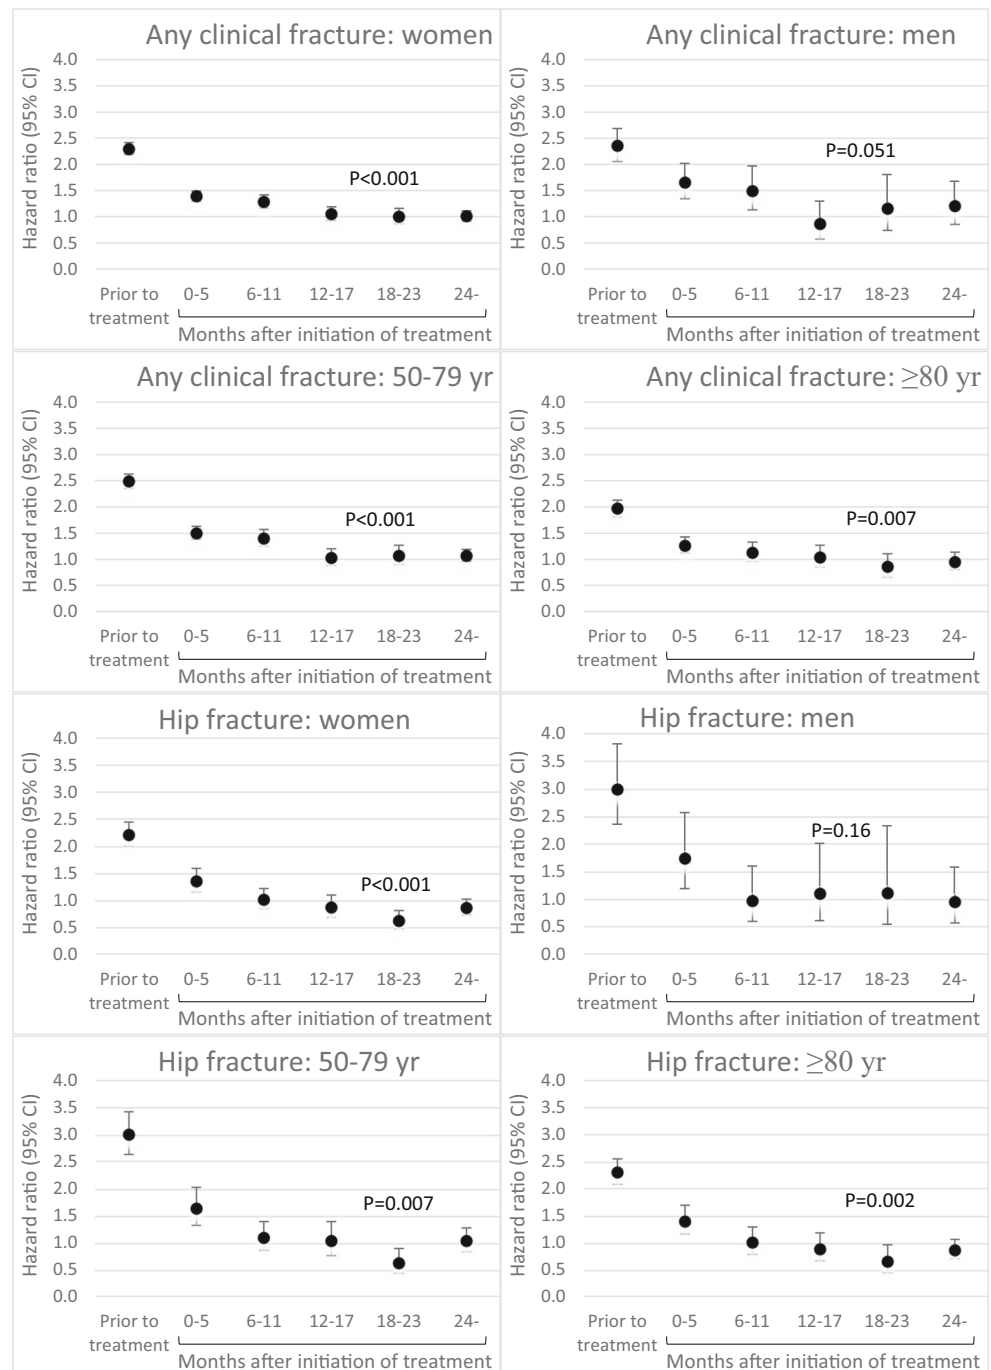 Any clinical fracture: women
Hazard ratio (95% CI)
4.0
3.5
3.0
2.5
2.0
1.5
1.0
0.5
0.0
P<0.001
Prior to treatment
0-5
6-11
12-17
18-23
24-
Months after initiation of treatment
Any clinical fracture: men
Hazard ratio (95% CI)
4.0
3.5
3.0
2.5
2.0
1.5
1.0
0.5
0.0
P=0.051
Prior to treatment
0-5
6-11
12-17
18-23
24-
Months after initiation of treatment
Any clinical fracture: 50-79 yr
Hazard ratio (95% CI)
4.0
3.5
3.0
2.5
2.0
1.5
1.0
0.5
0.0
P<0.001
Prior to treatment
0-5
6-11
12-17
18-23
24-
Months after initiation of treatment
Any clinical fracture: ≥80 yr
Hazard ratio (95% CI)
4.0
3.5
3.0
2.5
2.0
1.5
1.0
0.5
0.0
P=0.007
Prior to treatment
0-5
6-11
12-17
18-23
24-
Months after initiation of treatment
Hip fracture: women
Hazard ratio (95% CI)
4.0
3.5
3.0
2.5
2.0
1.5
1.0
0.5
0.0
P<0.001
Prior to treatment
0-5
6-11
12-17
18-23
24-
Months after initiation of treatment
Hip fracture: men
Hazard ratio (95% CI)
4.0
3.5
3.0
2.5
2.0
1.5
1.0
0.5
0.0
P=0.16
Prior to treatment
0-5
6-11
12-17
18-23
24-
Months after initiation of treatment
Hip fracture: 50-79 yr
Hazard ratio (95% CI)
4.0
3.5
3.0
2.5
2.0
1.5
1.0
0.5
0.0
P=0.007
Prior to treatment
0-5
6-11
12-17
18-23
24-
Months after initiation of treatment
Hip fracture: ≥80 yr
Hazard ratio (95% CI)
4.0
3.5
3.0
2.5
2.0
1.5
1.0
0.5
0.0
P=0.002
Prior to treatment
0-5
6-11
12-17
18-23
24-
Months after initiation of treatment